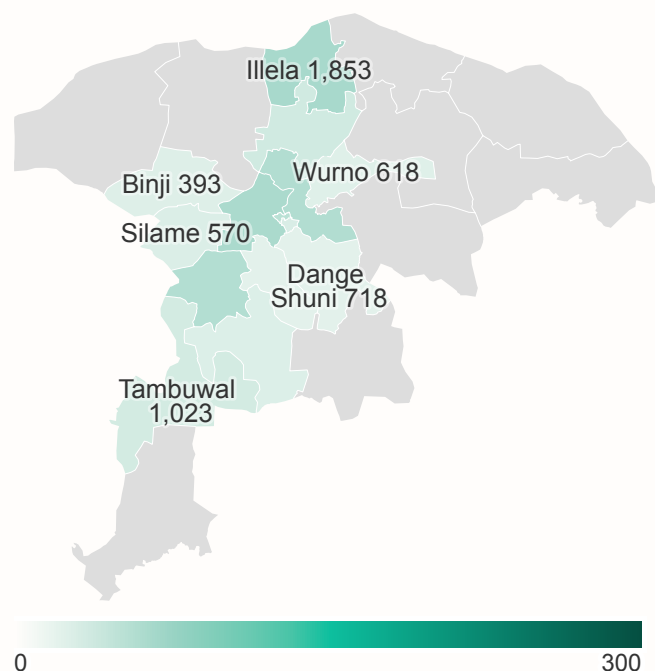 Illela 1,853
Wurno 618
Binji 393
Silame 570
Dange
Shuni 718
Tambuwal
1,023
0
300